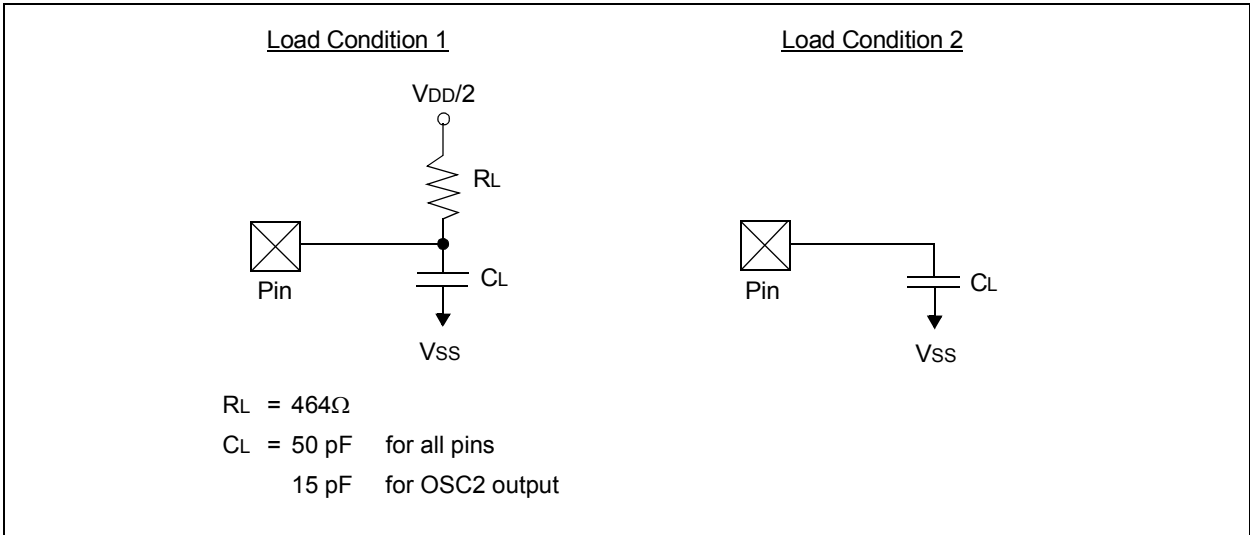 Load Condition 1
Load Condition 2
VDD/2
RL
CL
Pin
VSS
CL
Pin
VSS
RL = 464Ω
CL = 50 pF for all pins
15 pF for OSC2 output